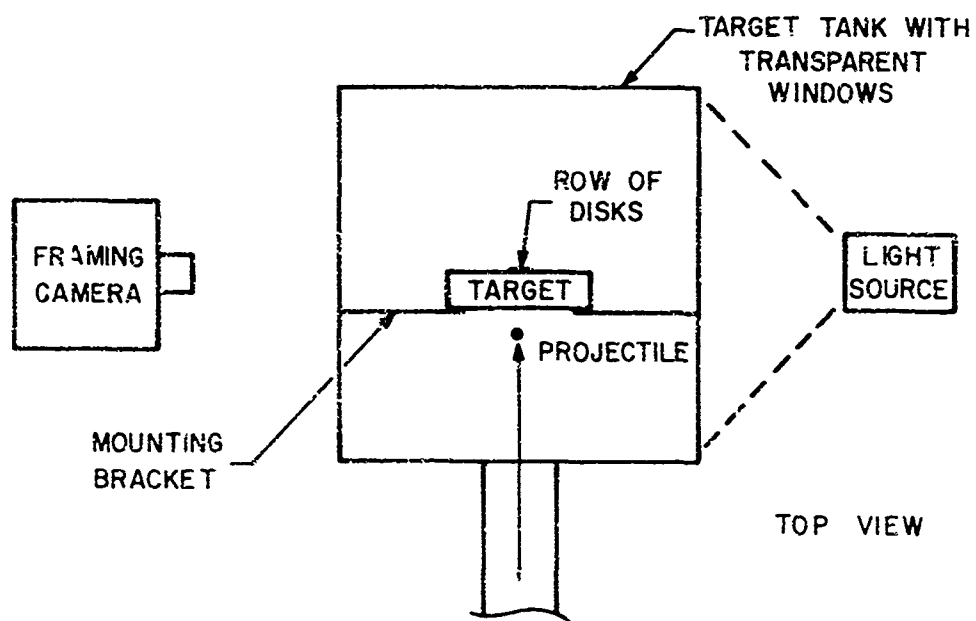 TARGET TANK WITH
TRANSPARENT
WINDOWS
ROW OF
DISKS
FRAMING
CAMERA
TARGET
LIGHT
SOURCE
PROJECTILE
MOUNTING
BRACKET
TOP VIEW